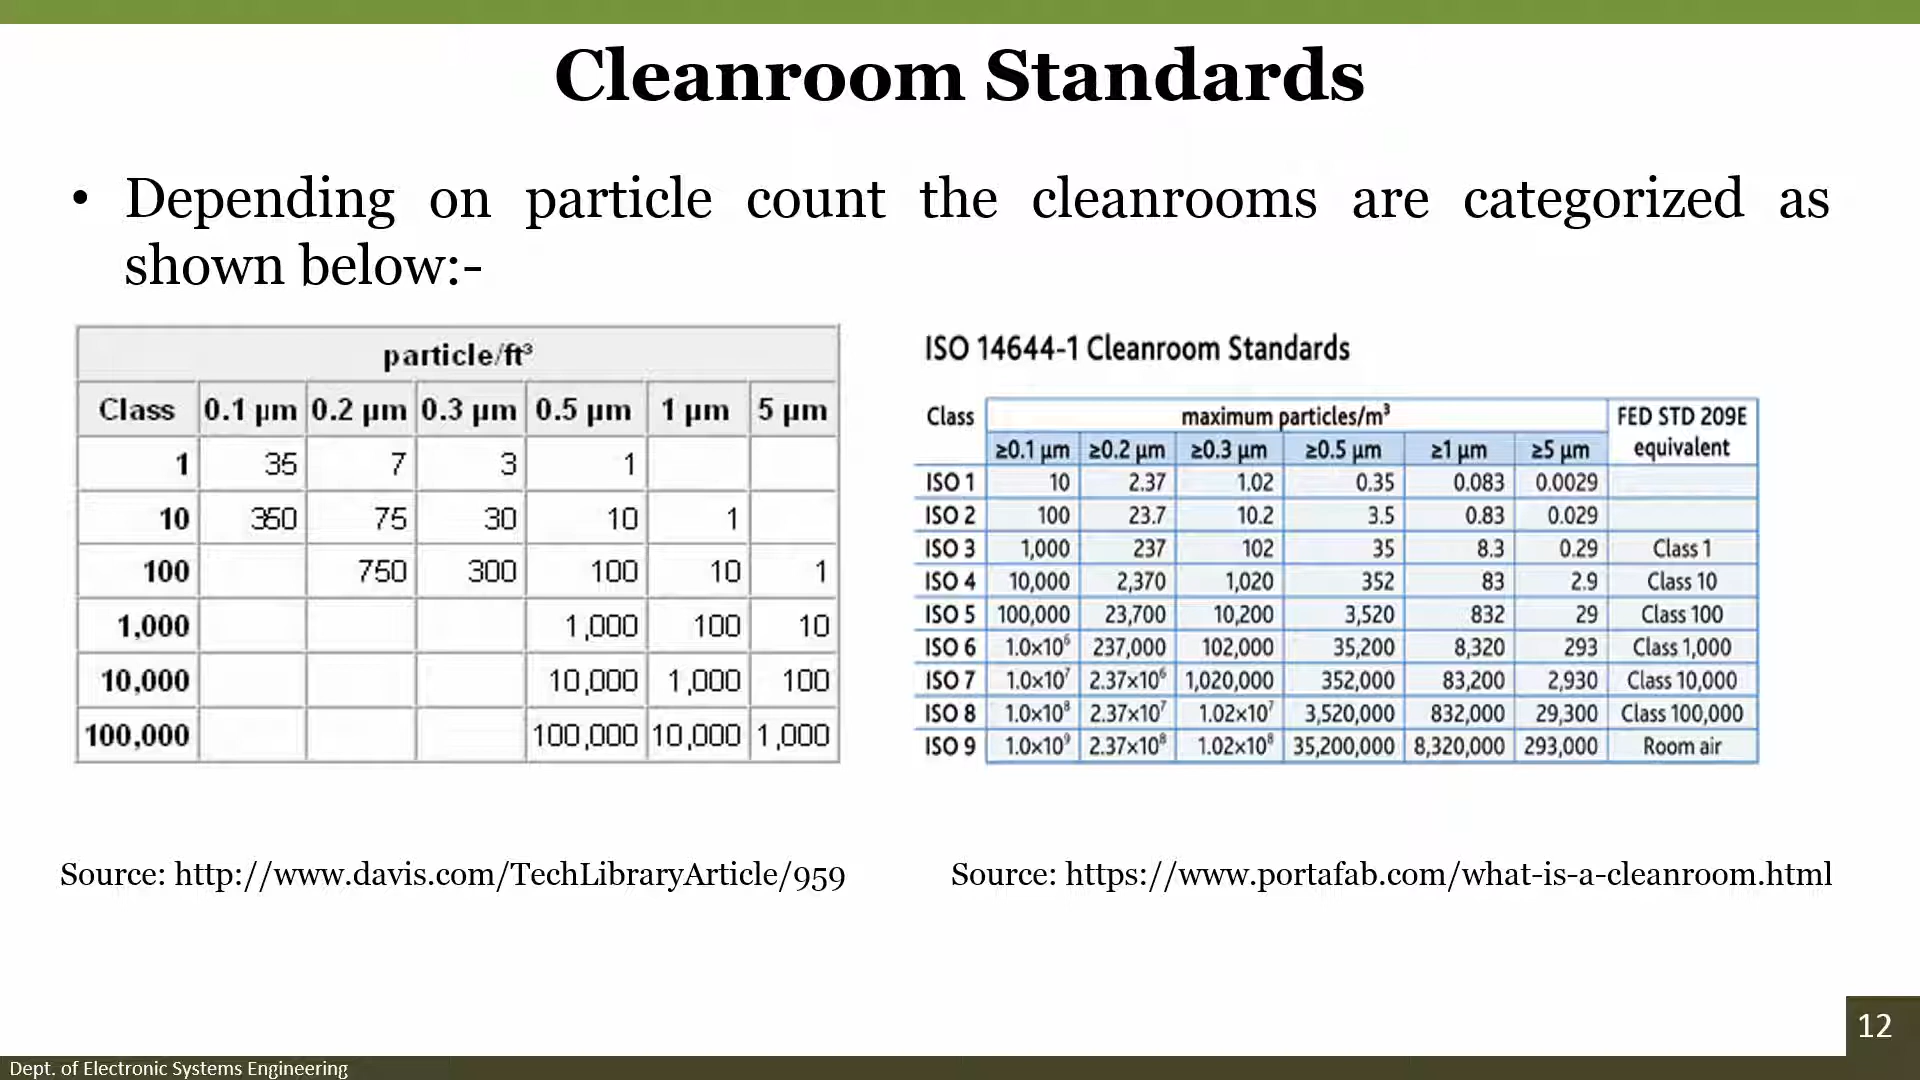 Cleanroom Standards
• Depending on particle count the cleanrooms are categorized as
shown below:-
particle/ft³
Class 0.1 µm 0.2 µm 0.3 µm 0.5 µm 1 µm 5 µm
1 35 7 3 1
10 350 75 30 10 1
100 750 300 100 10 1
1,000 1,000 100 10
10,000 10,000 1,000 100
100,000 100,000 10,000 1,000
ISO 14644-1 Cleanroom Standards
Class maximum particles/m³ FED STD 209E
equivalent
≥0.1 µm ≥0.2 µm ≥0.3 µm ≥0.5 µm ≥1 µm ≥5 µm
ISO 1 10 2.37 1.02 0.35 0.083 0.0029
ISO 2 100 23.7 10.2 3.5 0.83 0.029
ISO 3 1,000 237 102 35 8.3 0.29 Class 1
ISO 4 10,000 2,370 1,020 352 83 2.9 Class 10
ISO 5 100,000 23,700 10,200 3,520 832 29 Class 100
ISO 6 1.0×10⁶ 237,000 102,000 35,200 8,320 293 Class 1,000
ISO 7 1.0×10⁷ 2.37×10⁶ 1,020,000 352,000 83,200 2,930 Class 10,000
ISO 8 1.0×10⁸ 2.37×10⁷ 1.02×10⁷ 3,520,000 832,000 29,300 Class 100,000
ISO 9 1.0×10⁹ 2.37×10⁸ 1.02×10⁸ 35,200,000 8,320,000 293,000 Room air
Source: http://www.davis.com/TechLibraryArticle/959
Source: https://www.portafab.com/what-is-a-cleanroom.html
12
Dept. of Electronic Systems Engineering